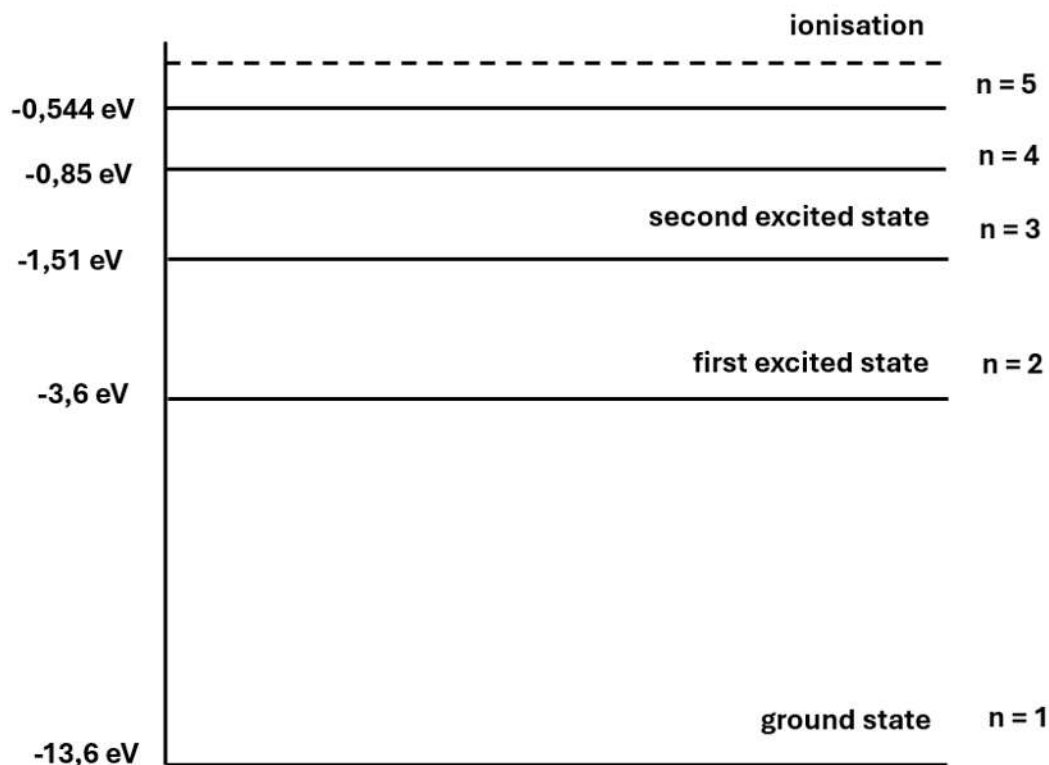 ionisation
n = 5
-0,544 eV
n = 4
-0,85 eV
second excited state
n = 3
-1,51 eV
first excited state
n = 2
-3,6 eV
ground state
n = 1
-13,6 eV